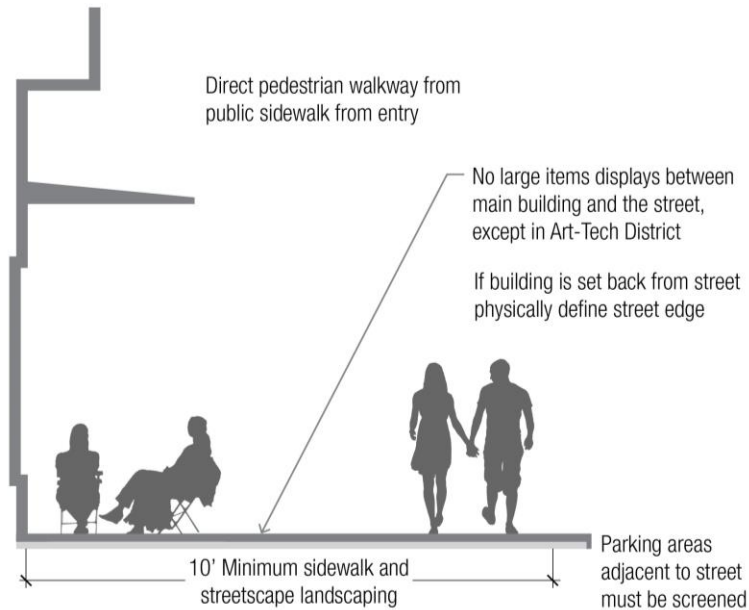 Direct pedestrian walkway from
public sidewalk from entry
No large items displays between
main building and the street,
except in Art-Tech District
If building is set back from street
physically define street edge
10’ Minimum sidewalk and
streetscape landscaping
Parking areas
adjacent to street
must be screened